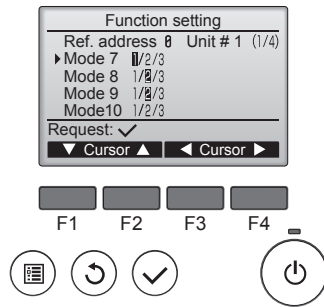 Function setting
Ref. address 0 Unit # 1 (1/4)
Mode 7 1/2/3
Mode 8 1/2/3
Mode 9 1/2/3
Mode10 1/2/3
Request: ✓
▼ Cursor ▲ ◀ Cursor ▶
F1 F2 F3 F4